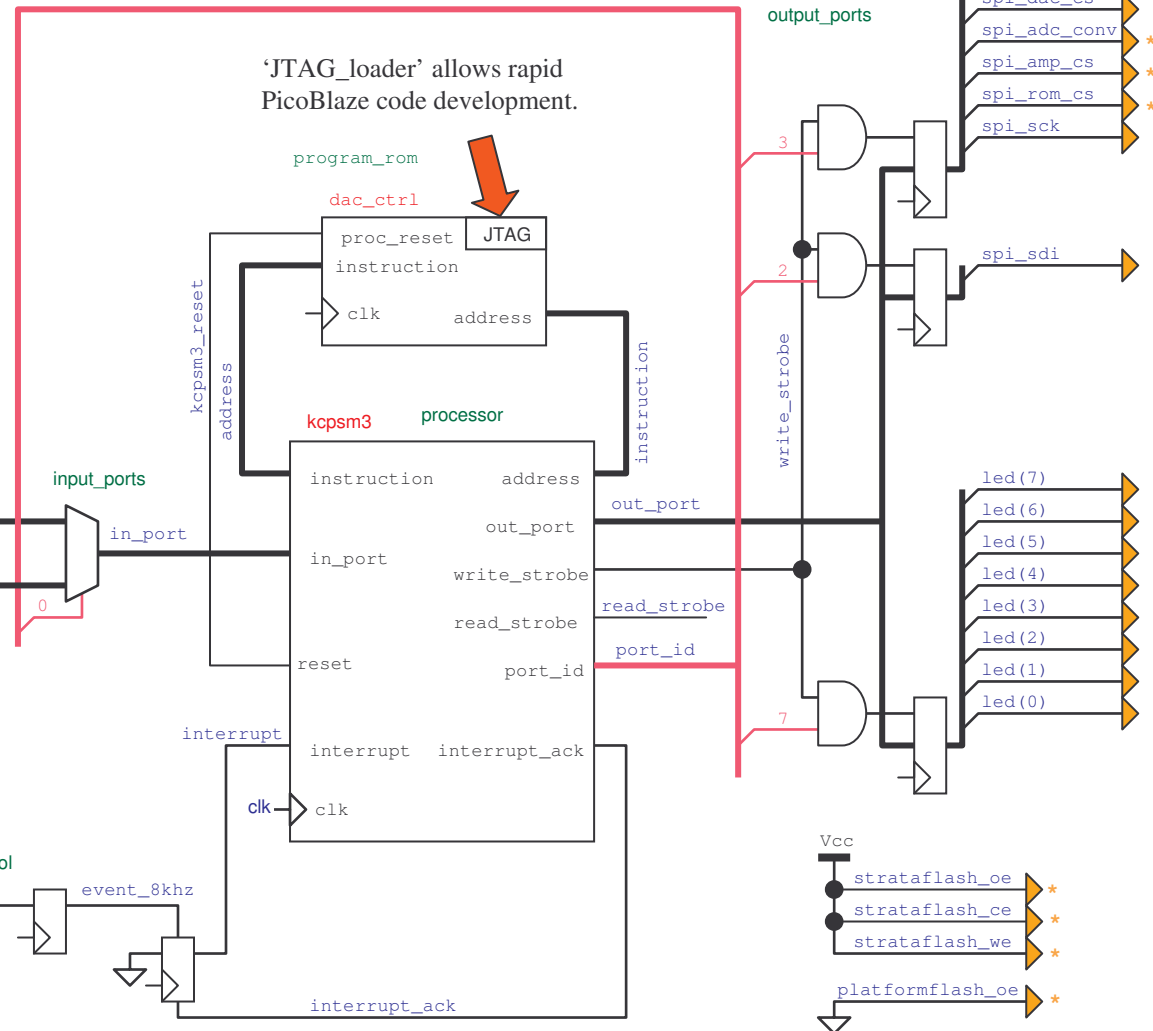 spi_dac_cs
output_ports
spi_adc_conv
*
‘JTAG_loader’ allows rapid
PicoBlaze code development.
spi_amp_cs
*
spi_rom_cs
*
spi_sck
3
program_rom
dac_ctrl
proc_reset
JTAG
instruction
clk
address
kcpsm3_reset
address
instruction
write_strobe
2
spi_sdi
kcpsm3
processor
input_ports
in_port
0
instruction
address
out_port
out_port
in_port
write_strobe
read_strobe
read_strobe
reset
port_id
port_id
interrupt
interrupt
interrupt_ack
clk
clk
7
led(7)
led(6)
led(5)
led(4)
led(3)
led(2)
led(1)
led(0)
ol
event_8khz
interrupt_ack
Vcc
strataflash_oe
*
strataflash_ce
*
strataflash_we
*
platformflash_oe
*